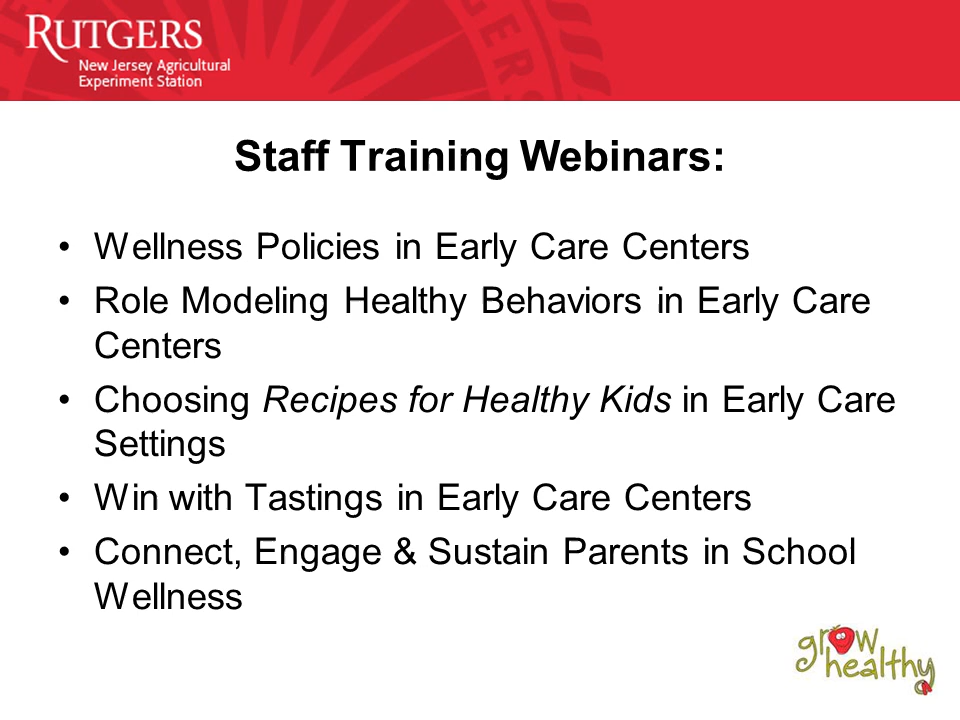 RUTGERS
New Jersey Agricultural
Experiment Station
Staff Training Webinars:
• Wellness Policies in Early Care Centers
• Role Modeling Healthy Behaviors in Early Care
Centers
• Choosing Recipes for Healthy Kids in Early Care
Settings
• Win with Tastings in Early Care Centers
• Connect, Engage & Sustain Parents in School
Wellness
grow
healthy